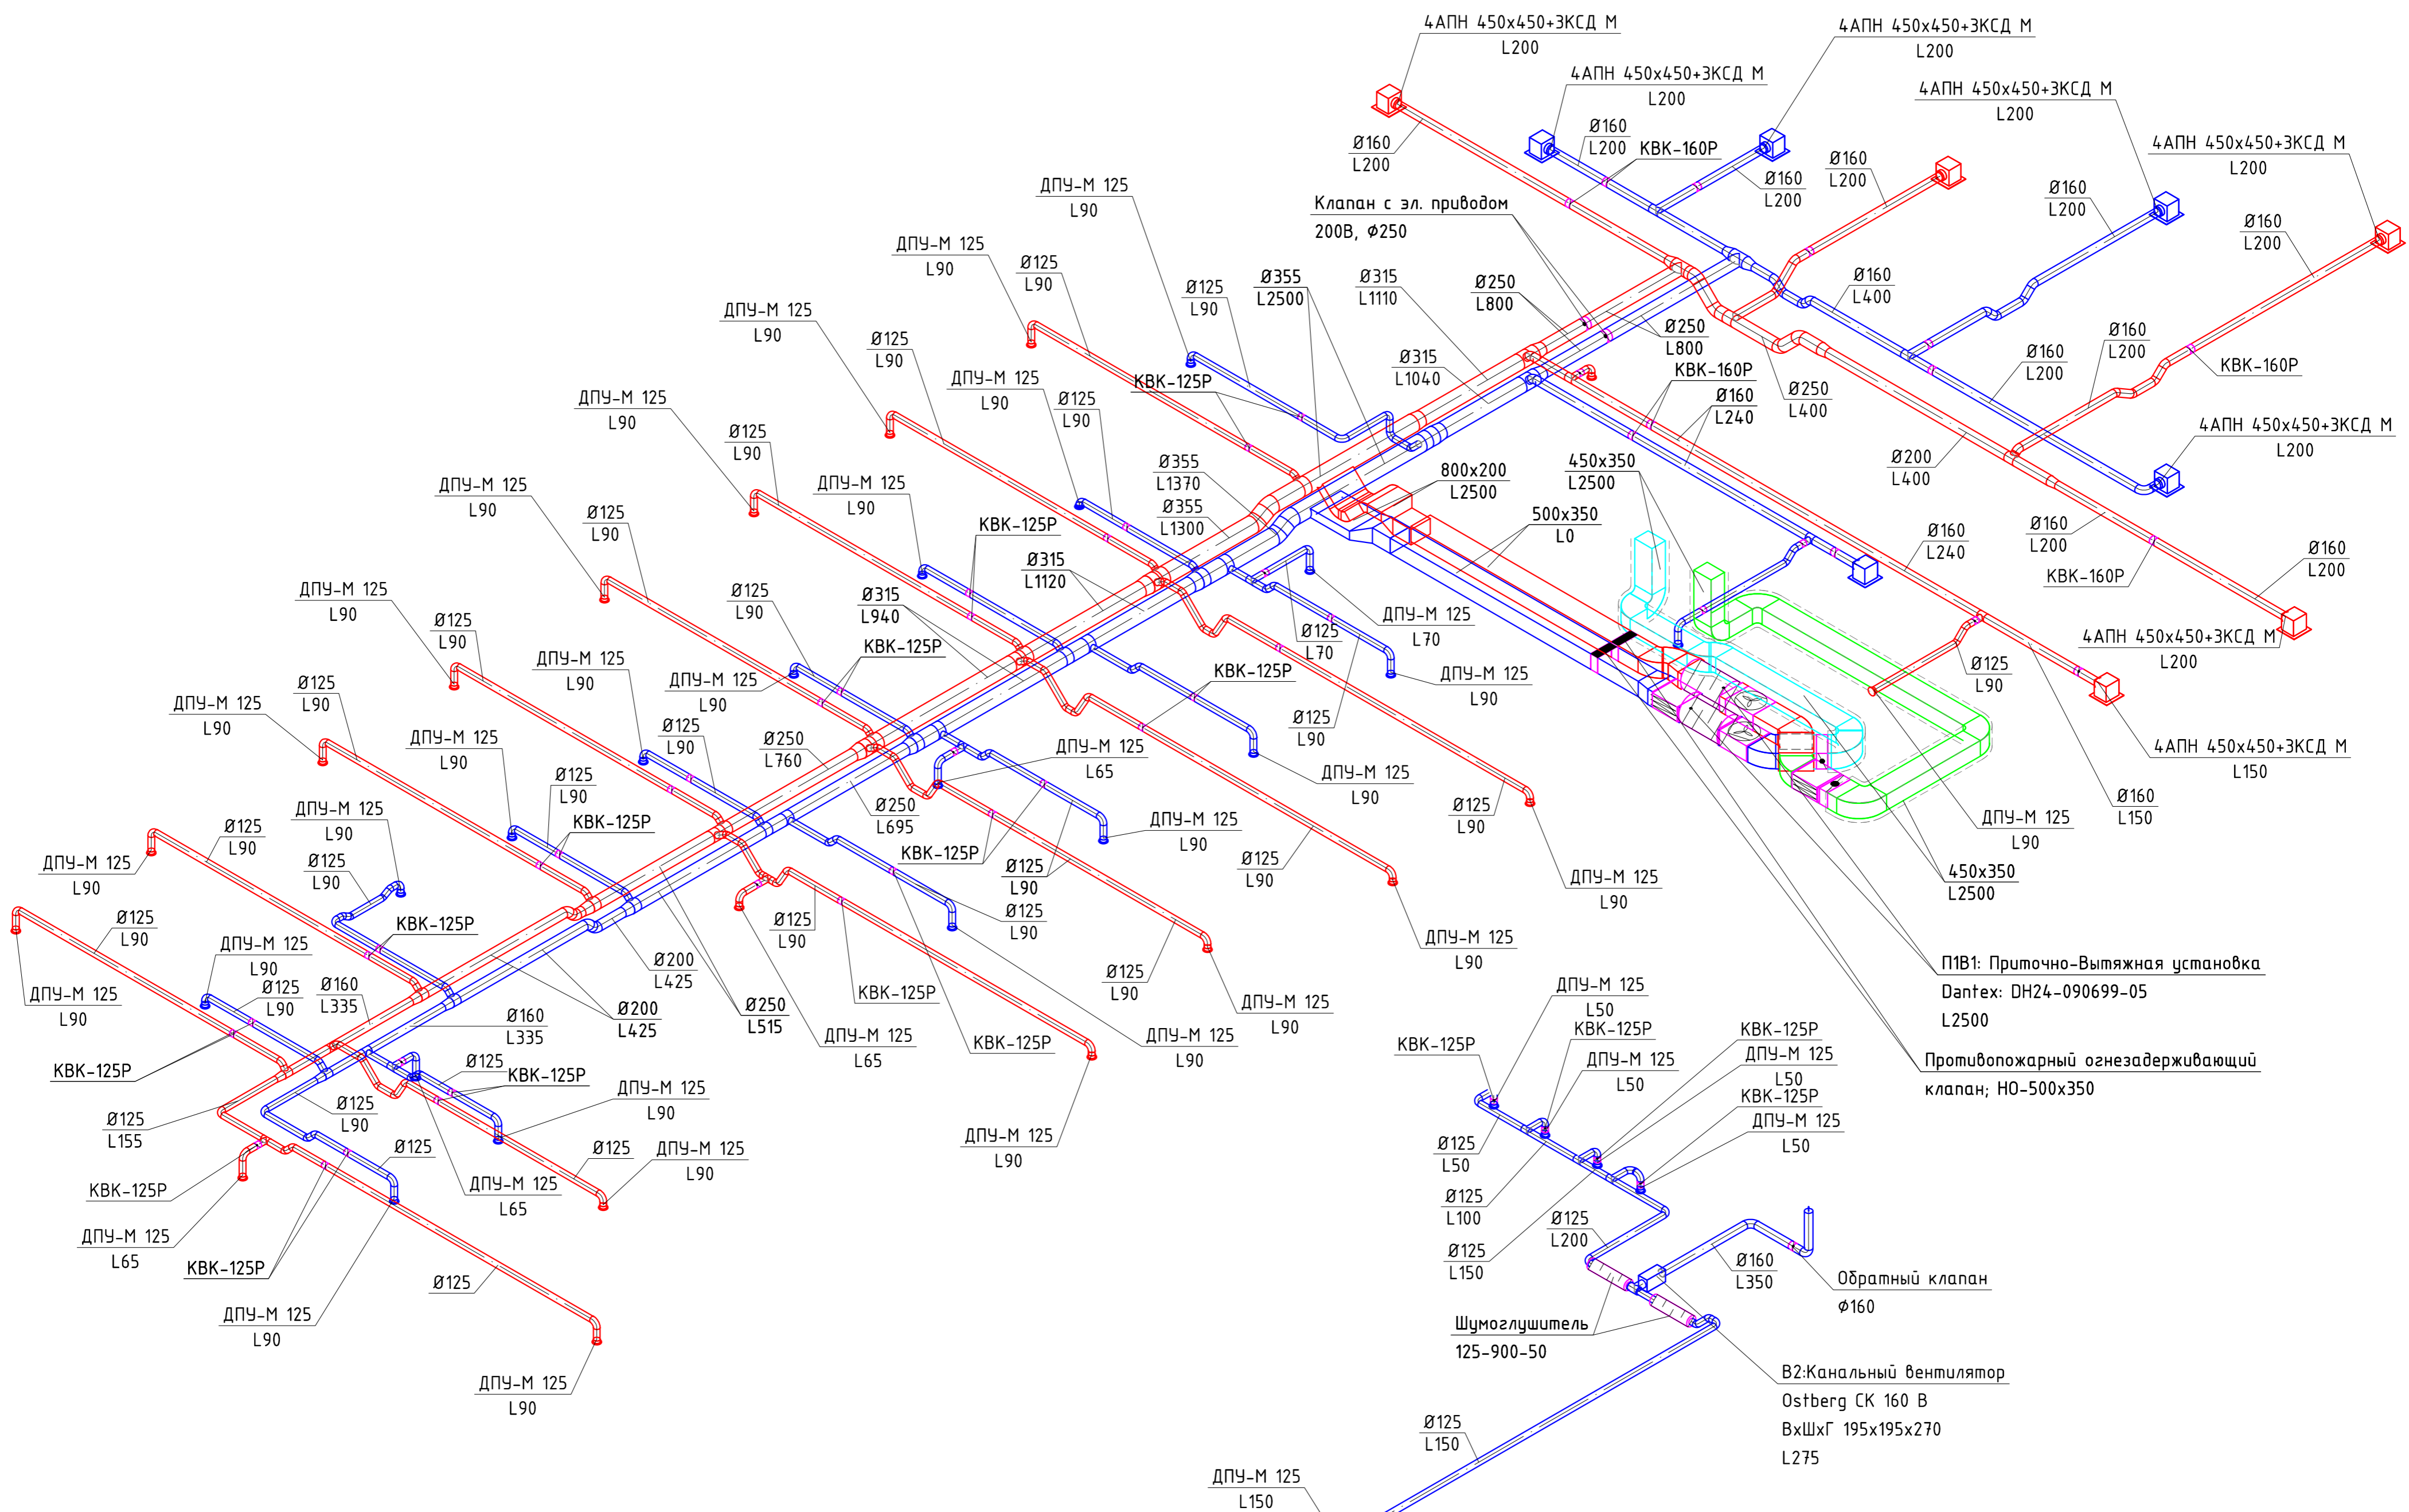 4АПН 450х450+3КСД М
L200
4АПН 450х450+3КСД М
L200
4АПН 450х450+3КСД М
L200
4АПН 450х450+3КСД М
L200
4АПН 450х450+3КСД М
L200
Ø160
L200
Ø160
L200
КВК-160Р
Ø160
L200
Ø160
L200
Ø160
L200
Ø160
L200
ДПУ-М 125
L90
Клапан с эл. приводом
200В, Ф250
ДПУ-М 125
L90
Ø125
L90
Ø125
L90
Ø355
L2500
Ø315
L1110
Ø250
L800
Ø250
L800
Ø160
L400
ДПУ-М 125
L90
Ø125
L90
ДПУ-М 125
L90
КВК-125Р
Ø125
L90
Ø315
L1040
КВК-160Р
Ø160
L240
Ø250
L400
Ø160
L200
Ø160
L200
КВК-160Р
ДПУ-М 125
L90
Ø125
L90
Ø355
L1370
800х200
L2500
450х350
L2500
Ø200
L400
4АПН 450х450+3КСД М
L200
ДПУ-М 125
L90
ДПУ-М 125
L90
Ø125
L90
КВК-125Р
Ø355
L1300
500х350
L0
Ø160
L240
Ø160
L200
КВК-160Р
Ø160
L200
ДПУ-М 125
L90
Ø125
L90
Ø125
L90
Ø315
L1120
Ø315
L940
Ø125
L70
ДПУ-М 125
L70
4АПН 450х450+3КСД М
L200
ДПУ-М 125
L90
Ø125
L90
ДПУ-М 125
L90
ДПУ-М 125
L90
КВК-125Р
КВК-125Р
Ø125
L90
ДПУ-М 125
L90
Ø125
L90
ДПУ-М 125
L90
Ø125
L90
Ø250
L760
ДПУ-М 125
L65
ДПУ-М 125
L90
4АПН 450х450+3КСД М
L150
Ø160
L150
ДПУ-М 125
L90
Ø125
L90
ДПУ-М 125
L90
Ø125
L90
КВК-125Р
Ø250
L695
КВК-125Р
Ø125
L90
ДПУ-М 125
L90
Ø125
L90
Ø125
L90
ДПУ-М 125
L90
450х350
L2500
ДПУ-М 125
L90
Ø125
L90
ДПУ-М 125
L90
КВК-125Р
Ø125
L90
Ø125
L90
ДПУ-М 125
L90
Ø160
L335
Ø200
L425
КВК-125Р
Ø125
L90
ДПУ-М 125
L90
П1В1: Приточно-Вытяжная установка
Dantex: DH24-090699-05
L2500
ДПУ-М 125
L90
Ø125
L90
Ø160
L335
Ø200
L425
Ø250
L515
ДПУ-М 125
L65
КВК-125Р
ДПУ-М 125
L90
ДПУ-М 125
L90
КВК-125Р
ДПУ-М 125
L50
КВК-125Р
КВК-125Р
ДПУ-М 125
L50
ДПУ-М 125
L50
КВК-125Р
ДПУ-М 125
L50
Противопожарный огнезадерживающий
клапан; НО-500х350
Ø125
L155
Ø125
L90
Ø125
КВК-125Р
ДПУ-М 125
L90
Ø125
Ø125
ДПУ-М 125
L90
ДПУ-М 125
L90
Ø125
L50
КВК-125Р
ДПУ-М 125
L65
Ø125
L100
ДПУ-М 125
L65
КВК-125Р
Ø125
L200
Ø125
L150
Ø160
L350
Обратный клапан
Ф160
Ø125
ДПУ-М 125
L90
Шумоглушитель
125-900-50
ДПУ-М 125
L90
В2:Канальный вентилятор
Ostberg CK 160 B
ВхШхГ 195х195х270
L275
Ø125
L150
ДПУ-М 125
L150